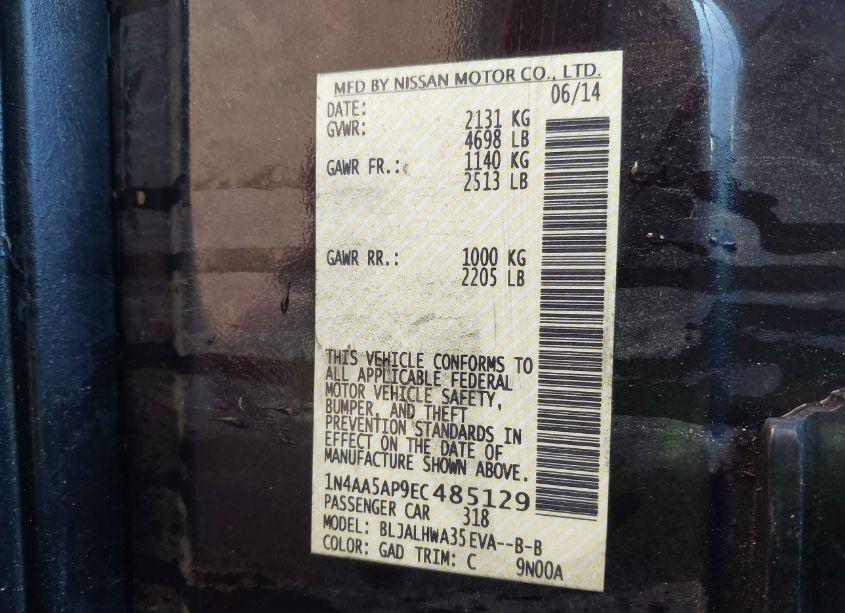 MFD BY NISSAN MOTOR CO., LTD.
DATE: 06/14
GVWR: 2131 KG
4698 LB
GAWR FR.: 1140 KG
2513 LB
GAWR RR.: 1000 KG
2205 LB
THIS VEHICLE CONFORMS TO
ALL APPLICABLE FEDERAL
MOTOR VEHICLE SAFETY,
BUMPER, AND THEFT
PREVENTION STANDARDS IN
EFFECT ON THE DATE OF
MANUFACTURE SHOWN ABOVE.
1N4AA5AP9EC485129
PASSENGER CAR 318
MODEL: BLJALHWA35EVA--B-B
COLOR: GAD TRIM: C 9N00A